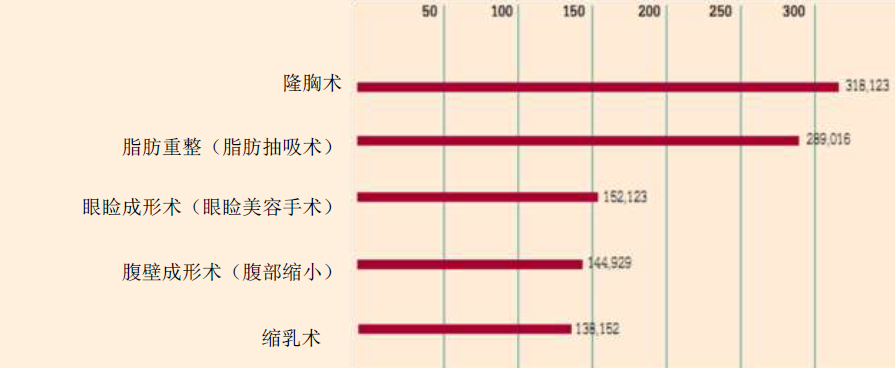 50 100 150 200 250 300
隆胸术 318,123
脂肪重整（脂肪抽吸术） 289,016
眼睑成形术（眼睑美容手术） 152,123
腹壁成形术（腹部缩小） 144,929
缩乳术 138,152